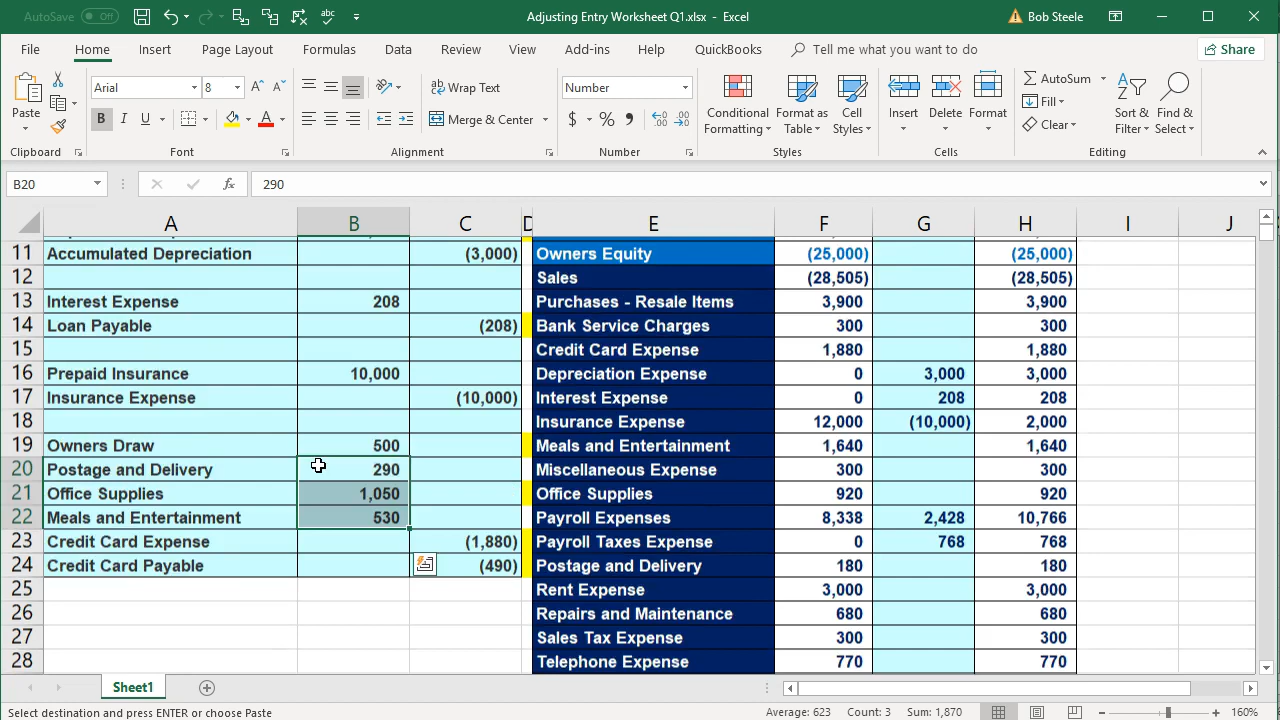 AutoSave Off Adjusting Entry Worksheet Q1.xlsx - Excel Bob Steele
File Home Insert Page Layout Formulas Data Review View Add-ins Help QuickBooks Tell me what you want to do Share
Paste Arial 8 Wrap Text Number Conditional Formatting Format as Table Cell Styles Insert Delete Format AutoSum Sort & Filter Find & Select
B I U A Merge & Center $ % Fill Clear
Clipboard Font Alignment Number Styles Cells Editing
B20 fx 290
A B C D E F G H I J
11 Accumulated Depreciation (3,000) Owners Equity (25,000) (25,000)
12 Sales (28,505) (28,505)
13 Interest Expense 208 Purchases - Resale Items 3,900 3,900
14 Loan Payable (208) Bank Service Charges 300 300
15 Credit Card Expense 1,880 1,880
16 Prepaid Insurance 10,000 Depreciation Expense 0 3,000 3,000
17 Insurance Expense (10,000) Interest Expense 0 208 208
18 Insurance Expense 12,000 (10,000) 2,000
19 Owners Draw 500 Meals and Entertainment 1,640 1,640
20 Postage and Delivery 290 Miscellaneous Expense 300 300
21 Office Supplies 1,050 Office Supplies 920 920
22 Meals and Entertainment 530 Payroll Expenses 8,338 2,428 10,766
23 Credit Card Expense (1,880) Payroll Taxes Expense 0 768 768
24 Credit Card Payable (490) Postage and Delivery 180 180
25 Rent Expense 3,000 3,000
26 Repairs and Maintenance 680 680
27 Sales Tax Expense 300 300
28 Telephone Expense 770 770
Sheet1
Select destination and press ENTER or choose Paste Average: 623 Count: 3 Sum: 1,870 160%